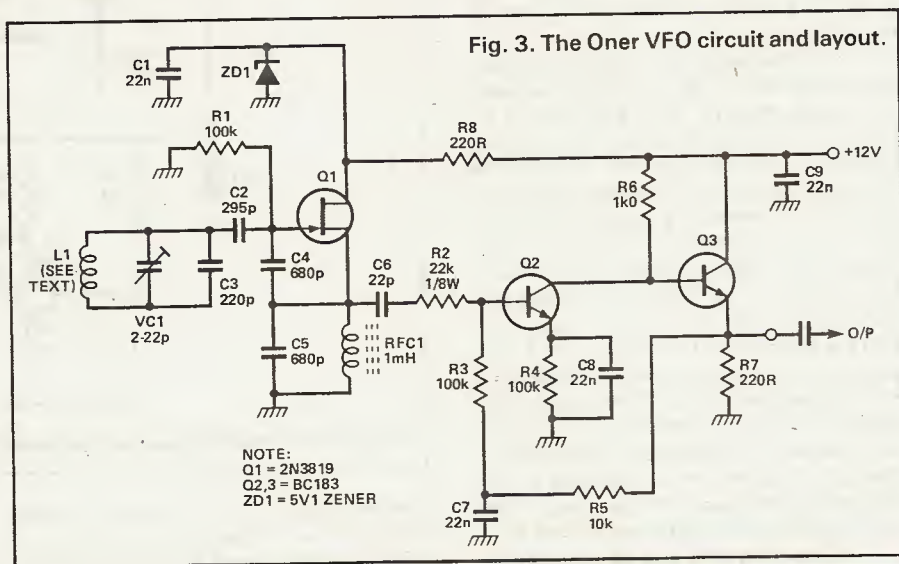 Fig. 3. The Oner VFO circuit and layout.
C1
22n
ZD1
R1
100k
R8
220R
+12V
C9
22n
R6
1k0
Q1
C2
295p
Q3
L1
(SEE
TEXT)
VC1
2-22p
C3
220p
C4
680p
C6
22p
R2
22k
1/8W
Q2
O/P
C5
680p
RFC1
1mH
R3
100k
R4
100k
C8
22n
R7
220R
NOTE:
Q1 = 2N3819
Q2,3 = BC183
ZD1 = 5V1 ZENER
C7
22n
R5
10k